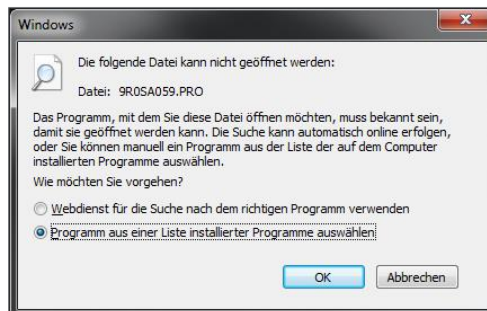 Windows
Die folgende Datei kann nicht geöffnet werden:
Datei: 9R0SA059.PRO
Das Programm, mit dem Sie diese Datei öffnen möchten, muss bekannt sein,
damit sie geöffnet werden kann. Die Suche kann automatisch online erfolgen,
oder Sie können manuell ein Programm aus der Liste der auf dem Computer
installierten Programme auswählen.
Wie möchten Sie vorgehen?
Webdienst für die Suche nach dem richtigen Programm verwenden
Programm aus einer Liste installierter Programme auswählen
OK Abbrechen